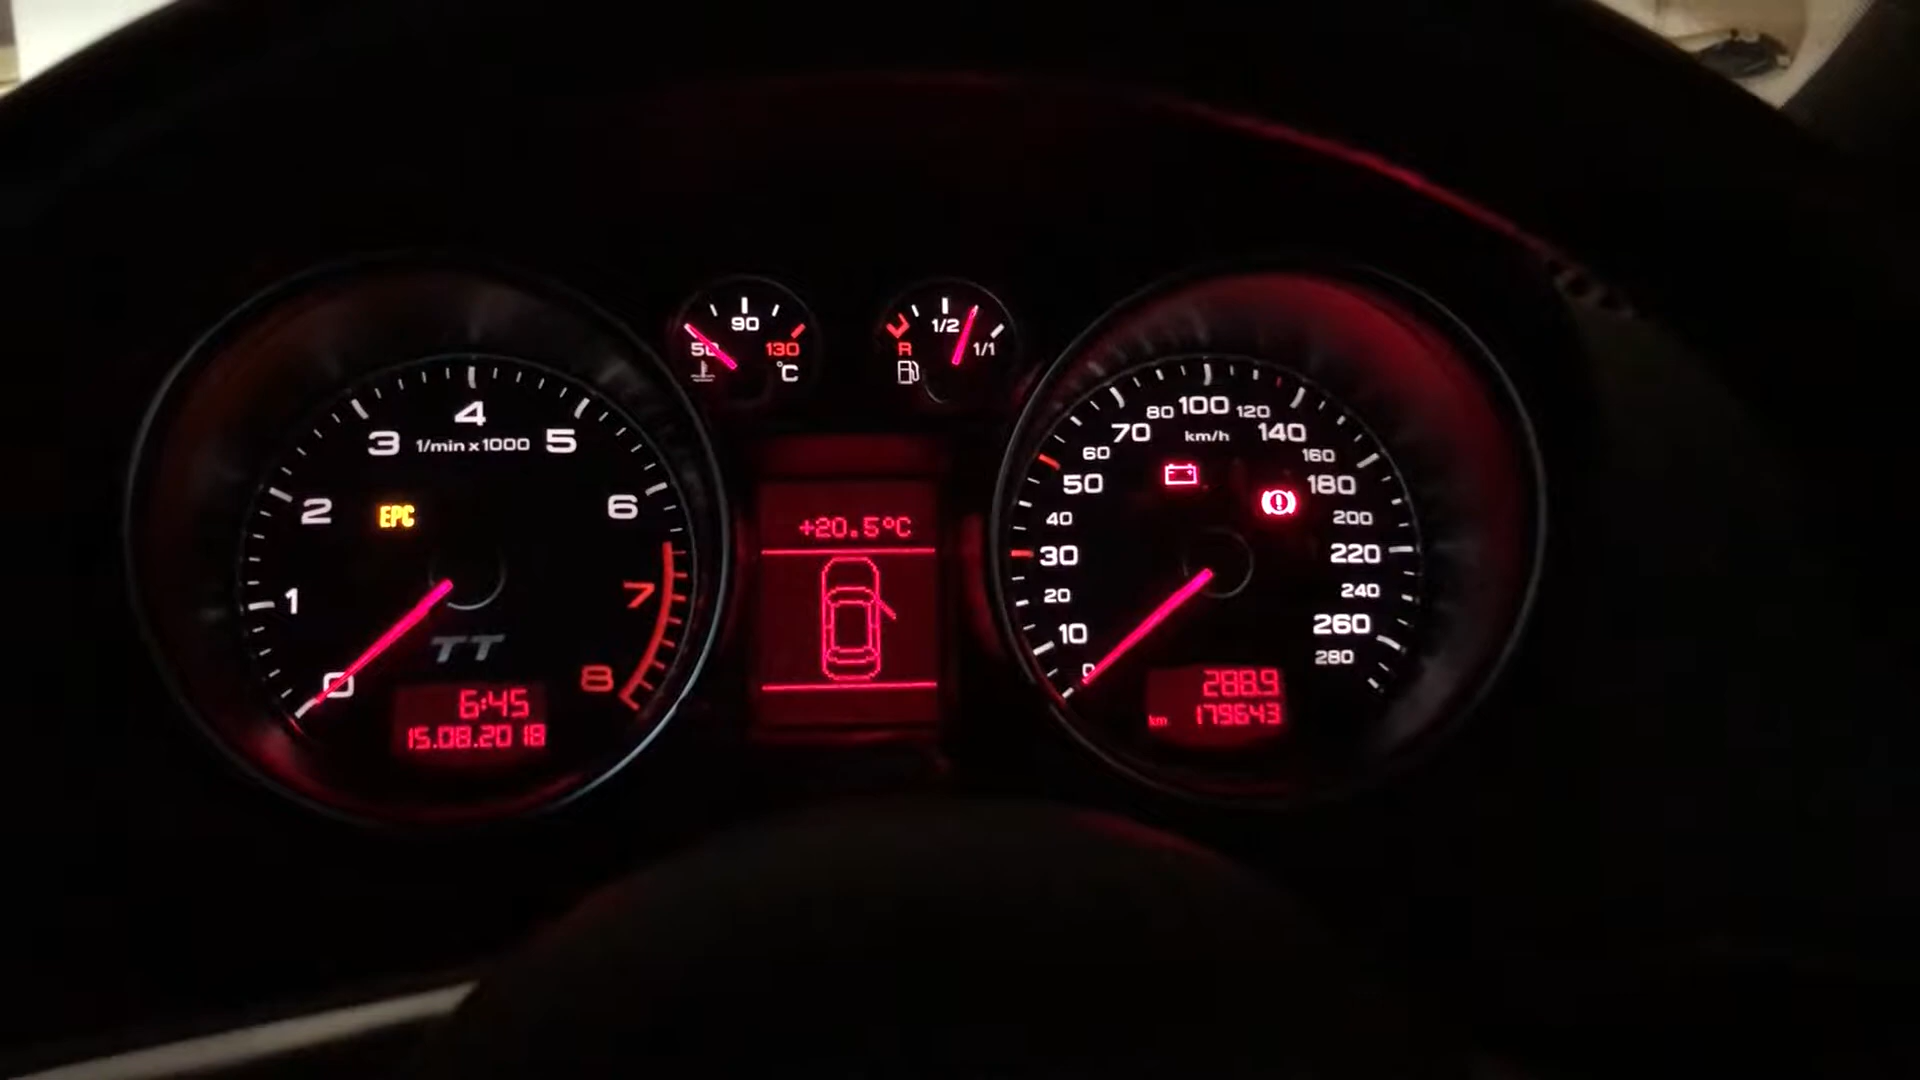 4
3 1/min x 1000 5
2 EPC 6
1 7
TT
0 8
6:45
15.08.2018
90
50 130
°C
1/2
R 1/1
+20.5°C
80 100 120
70 km/h 140
60 160
50 180
40 200
30 220
20 240
10 260
0 280
288.9
km 179643